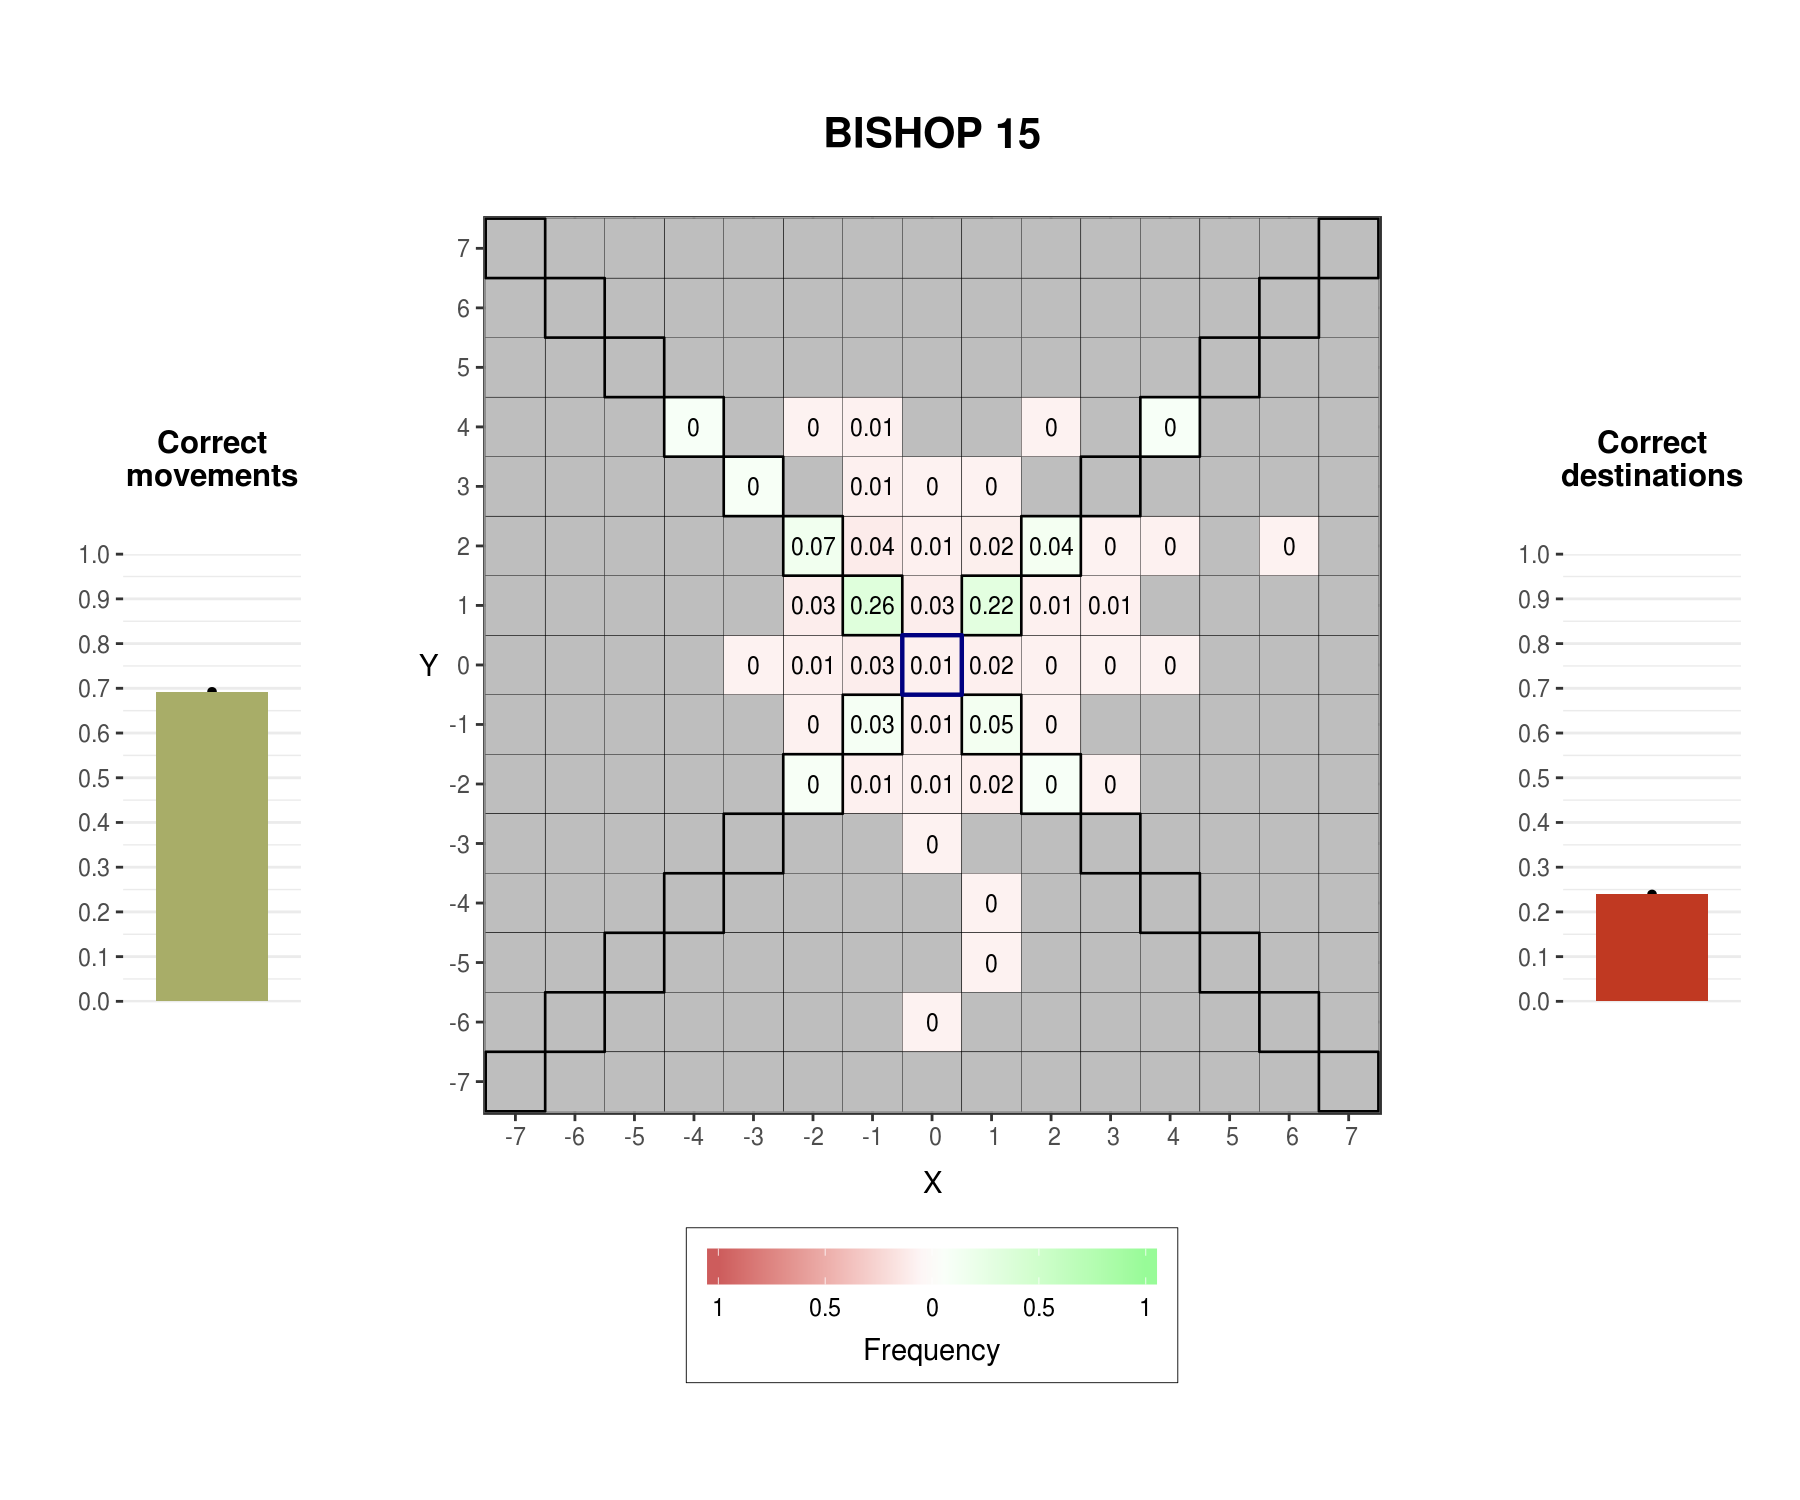 BISHOP 15
Correct
movements
1.0
0.9
0.8
0.7
0.6
0.5
0.4
0.3
0.2
0.1
0.0
Y
7
6
5
4
3
2
1
0
-1
-2
-3
-4
-5
-6
-7
0 0 0.01 0 0
0 0.01 0 0
0.07 0.04 0.01 0.02 0.04 0 0 0
0.03 0.26 0.03 0.22 0.01 0.01
0 0.01 0.03 0.01 0.02 0 0 0
0 0.03 0.01 0.05 0
0 0.01 0.01 0.02 0 0
0
0
0
0
-7 -6 -5 -4 -3 -2 -1 0 1 2 3 4 5 6 7
X
1 0.5 0 0.5 1
Frequency
Correct
destinations
1.0
0.9
0.8
0.7
0.6
0.5
0.4
0.3
0.2
0.1
0.0